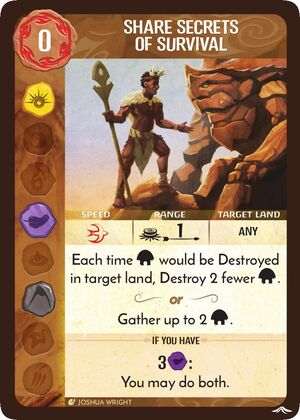 0
SHARE SECRETS
OF SURVIVAL
SPEED RANGE TARGET LAND
1 ANY
Each time would be Destroyed
in target land, Destroy 2 fewer .
or
Gather up to 2 .
IF YOU HAVE
3 :
You may do both.
JOSHUA WRIGHT